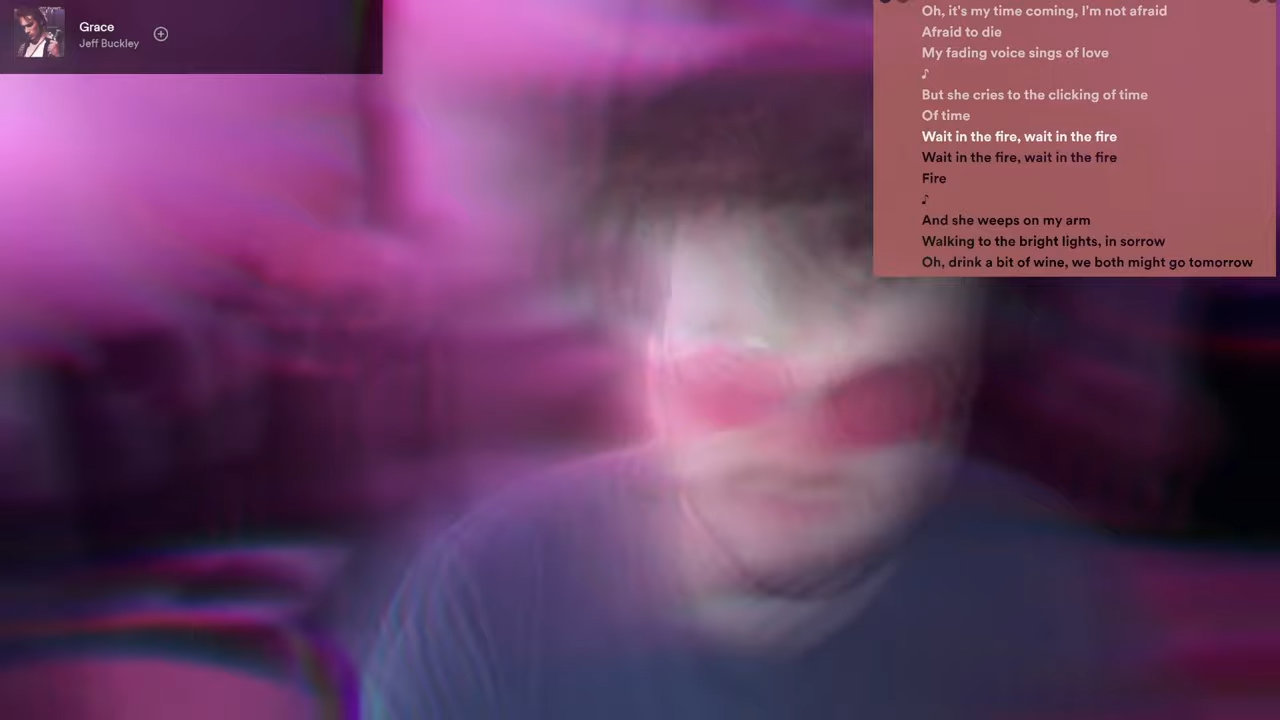 Grace
Jeff Buckley
Oh, it's my time coming, I'm not afraid
Afraid to die
My fading voice sings of love
♪
But she cries to the clicking of time
Of time
Wait in the fire, wait in the fire
Wait in the fire, wait in the fire
Fire
♪
And she weeps on my arm
Walking to the bright lights, in sorrow
Oh, drink a bit of wine, we both might go tomorrow